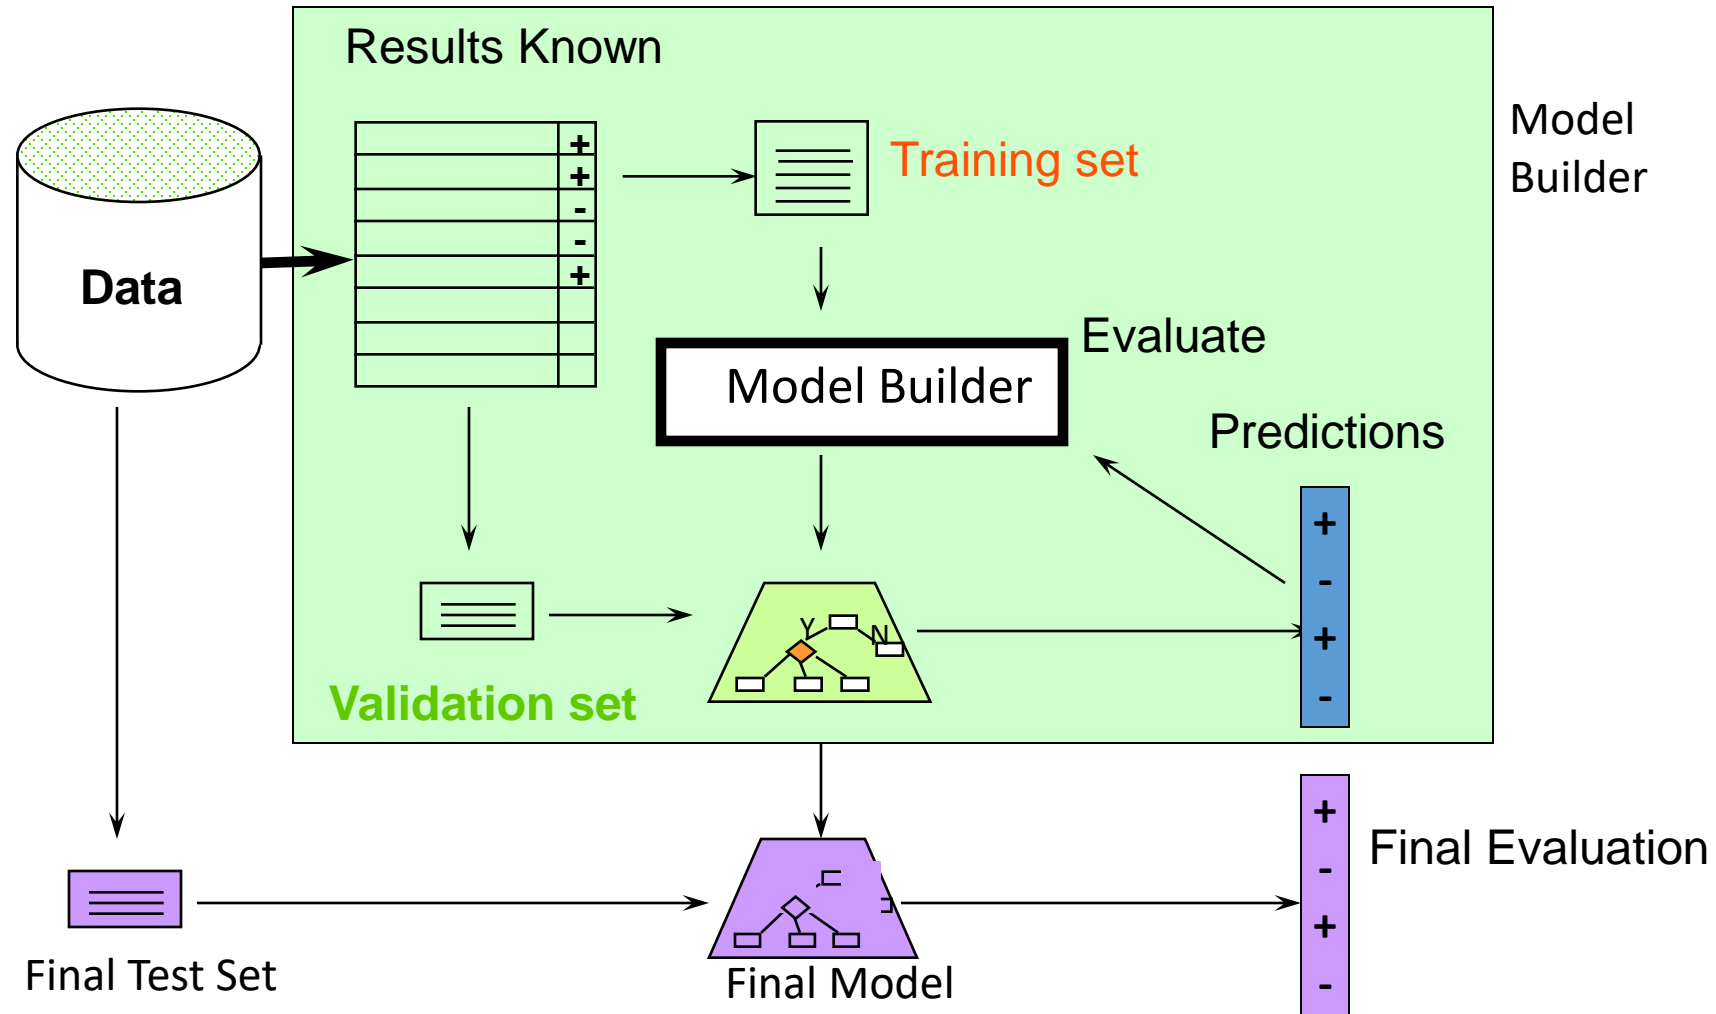 Results Known
Model
Builder
+
+
-
-
+
Training set
Data
Evaluate
Model Builder
Predictions
+
-
+
-
Y
N
Validation set
+
-
+
-
Final Evaluation
Final Test Set
Final Model